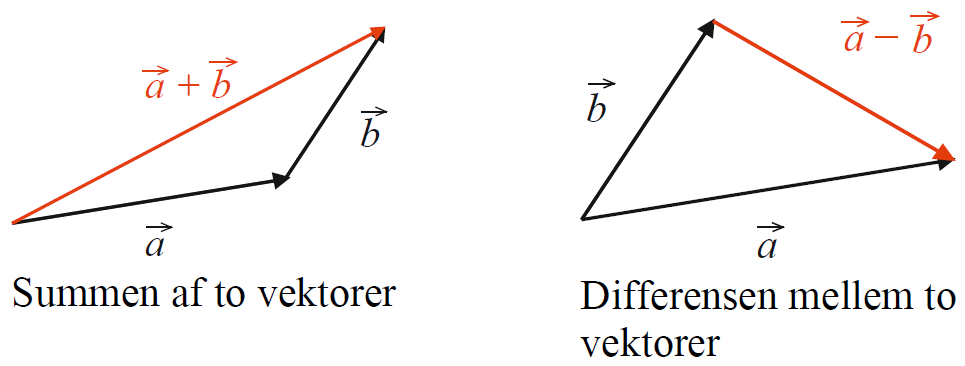 a⃗ + b⃗
b⃗
a⃗
Summen af to vektorer
a⃗ − b⃗
b⃗
a⃗
Differensen mellem to
vektorer